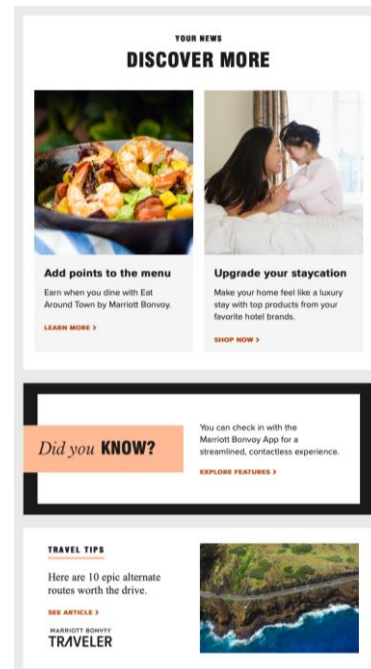 YOUR NEWS
DISCOVER MORE
Add points to the menu
Earn when you dine with Eat
Around Town by Marriott Bonvoy.
LEARN MORE >
Upgrade your staycation
Make your home feel like a luxury
stay with top products from your
favorite hotel brands.
SHOP NOW >
Did you KNOW?
You can check in with the
Marriott Bonvoy App for a
streamlined, contactless experience.
EXPLORE FEATURES >
TRAVEL TIPS
Here are 10 epic alternate
routes worth the drive.
SEE ARTICLE >
MARRIOTT BONVOY
TRAVELER